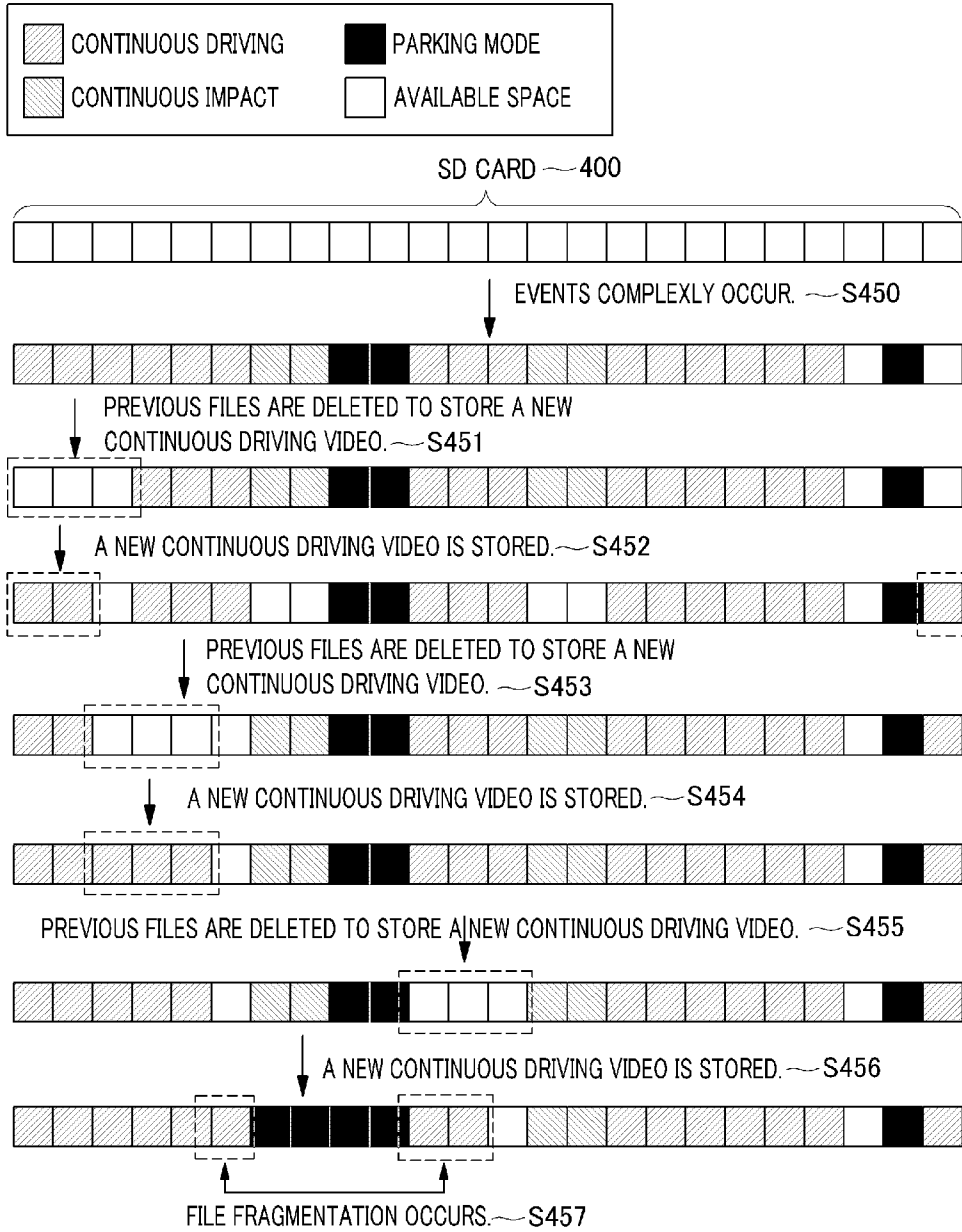 CONTINUOUS DRIVING
PARKING MODE
CONTINUOUS IMPACT
AVAILABLE SPACE
SD CARD 400
EVENTS COMPLEXLY OCCUR. S450
PREVIOUS FILES ARE DELETED TO STORE A NEW
CONTINUOUS DRIVING VIDEO. S451
A NEW CONTINUOUS DRIVING VIDEO IS STORED. S452
PREVIOUS FILES ARE DELETED TO STORE A NEW
CONTINUOUS DRIVING VIDEO. S453
A NEW CONTINUOUS DRIVING VIDEO IS STORED. S454
PREVIOUS FILES ARE DELETED TO STORE A NEW CONTINUOUS DRIVING VIDEO. S455
A NEW CONTINUOUS DRIVING VIDEO IS STORED. S456
FILE FRAGMENTATION OCCURS. S457